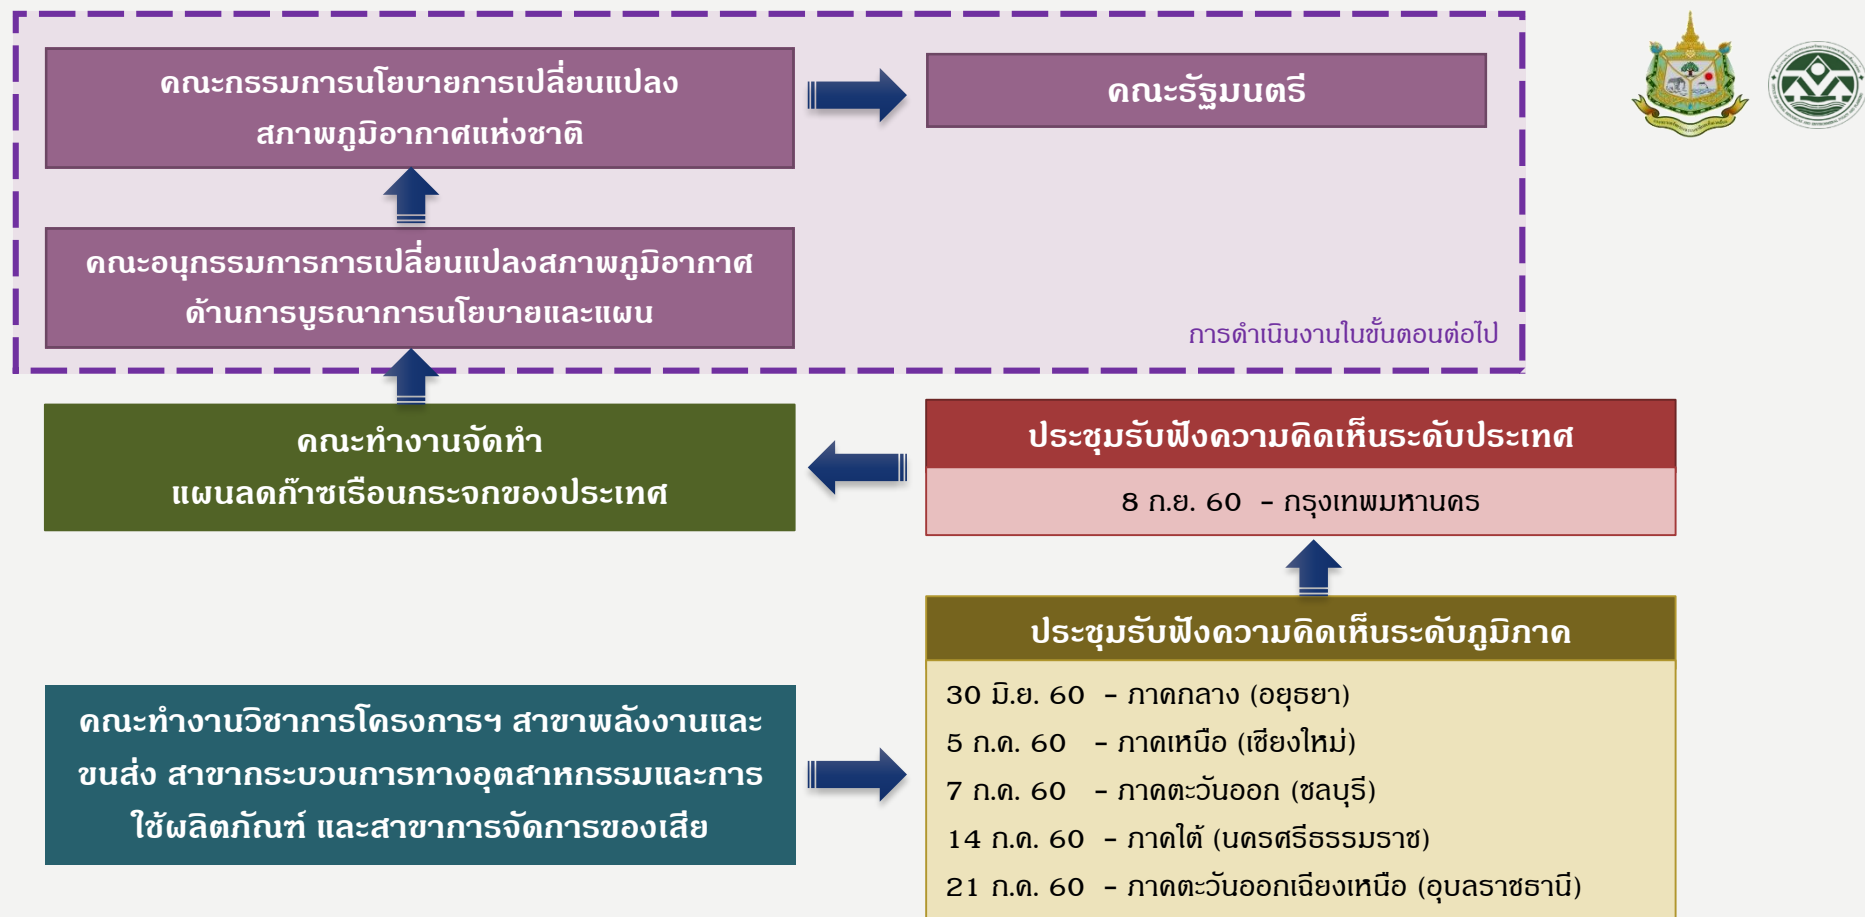 คณะกรรมการนโยบายการเปลี่ยนแปลง
สภาพภูมิอากาศแห่งชาติ
คณะรัฐมนตรี
คณะอนุกรรมการการเปลี่ยนแปลงสภาพภูมิอากาศ
ด้านการบูรณาการนโยบายและแผน
การดำเนินงานในขั้นตอนต่อไป
คณะทำงานจัดทำ
แผนลดก๊าซเรือนกระจกของประเทศ
ประชุมรับฟังความคิดเห็นระดับประเทศ
8 ก.ย. 60 – กรุงเทพมหานคร
ประชุมรับฟังความคิดเห็นระดับภูมิภาค
30 มิ.ย. 60 – ภาคกลาง (อยุธยา)
5 ก.ค. 60 – ภาคเหนือ (เชียงใหม่)
7 ก.ค. 60 – ภาคตะวันออก (ชลบุรี)
14 ก.ค. 60 – ภาคใต้ (นครศรีธรรมราช)
21 ก.ค. 60 – ภาคตะวันออกเฉียงเหนือ (อุบลราชธานี)
คณะทำงานวิชาการโครงการฯ สาขาพลังงานและ
ขนส่ง สาขากระบวนการทางอุตสาหกรรมและการ
ใช้ผลิตภัณฑ์ และสาขาการจัดการของเสีย